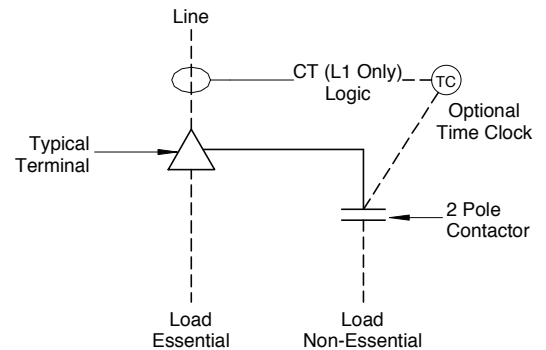 Line
CT (L1 Only)
Logic
TC
Optional
Time Clock
Typical
Terminal
2 Pole
Contactor
Load
Essential
Load
Non-Essential